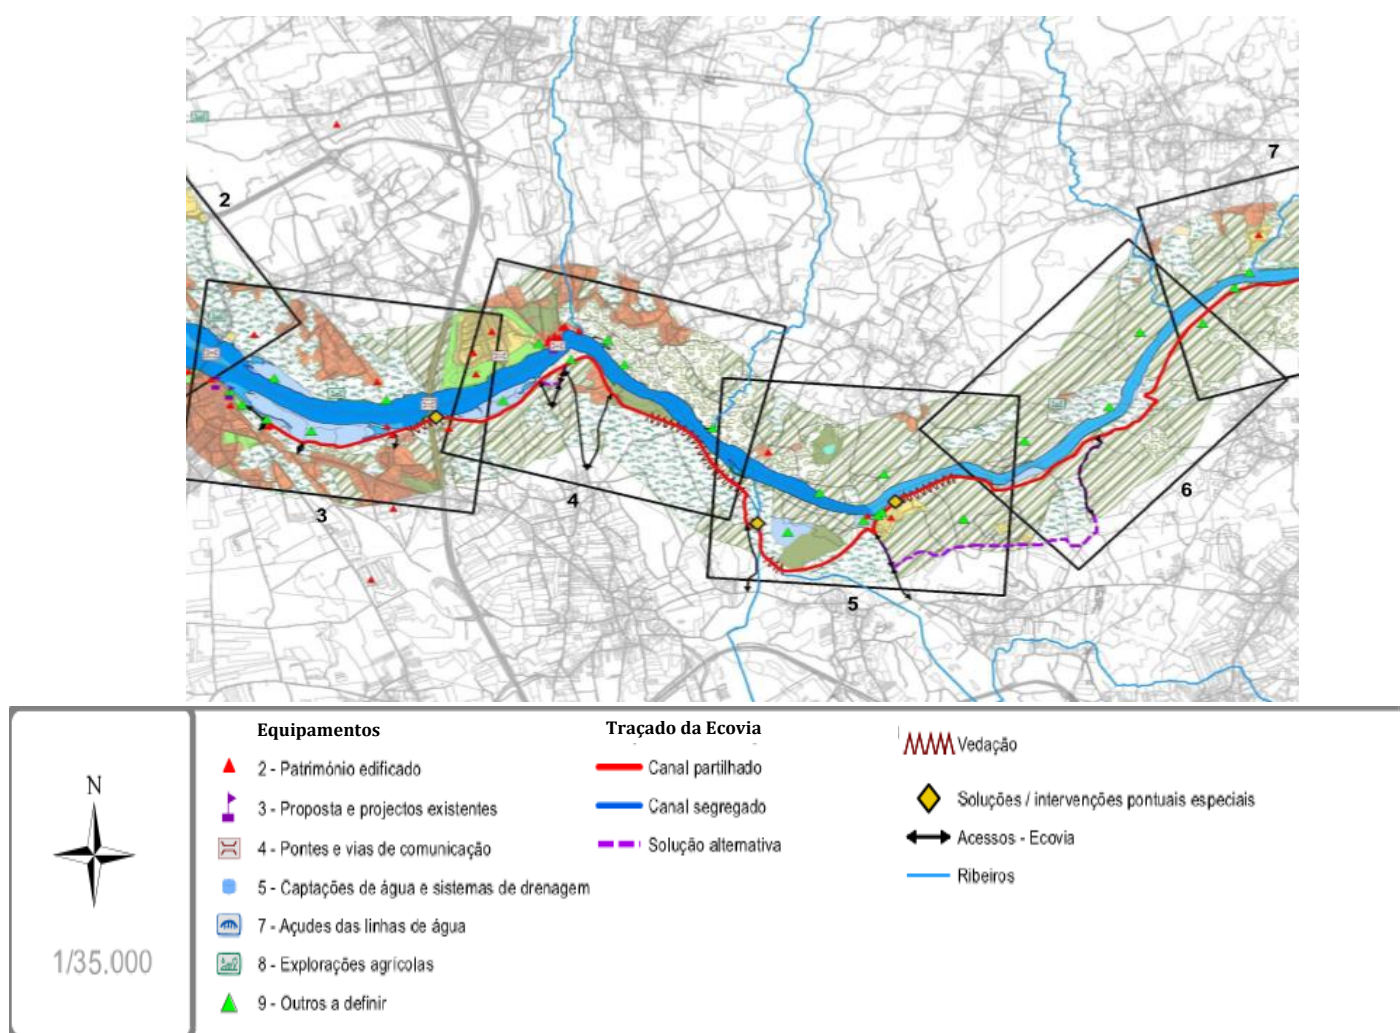 2
7
3
4
6
5
N
1/35.000
Equipamentos
2 - Património edificado
3 - Proposta e projectos existentes
4 - Pontes e vias de comunicação
5 - Captações de água e sistemas de drenagem
7 - Açudes das linhas de água
8 - Explorações agrícolas
9 - Outros a definir
Traçado da Ecovia
Canal partilhado
Canal segregado
Solução alternativa
Vedação
Soluções / intervenções pontuais especiais
Acessos - Ecovia
Ribeiros